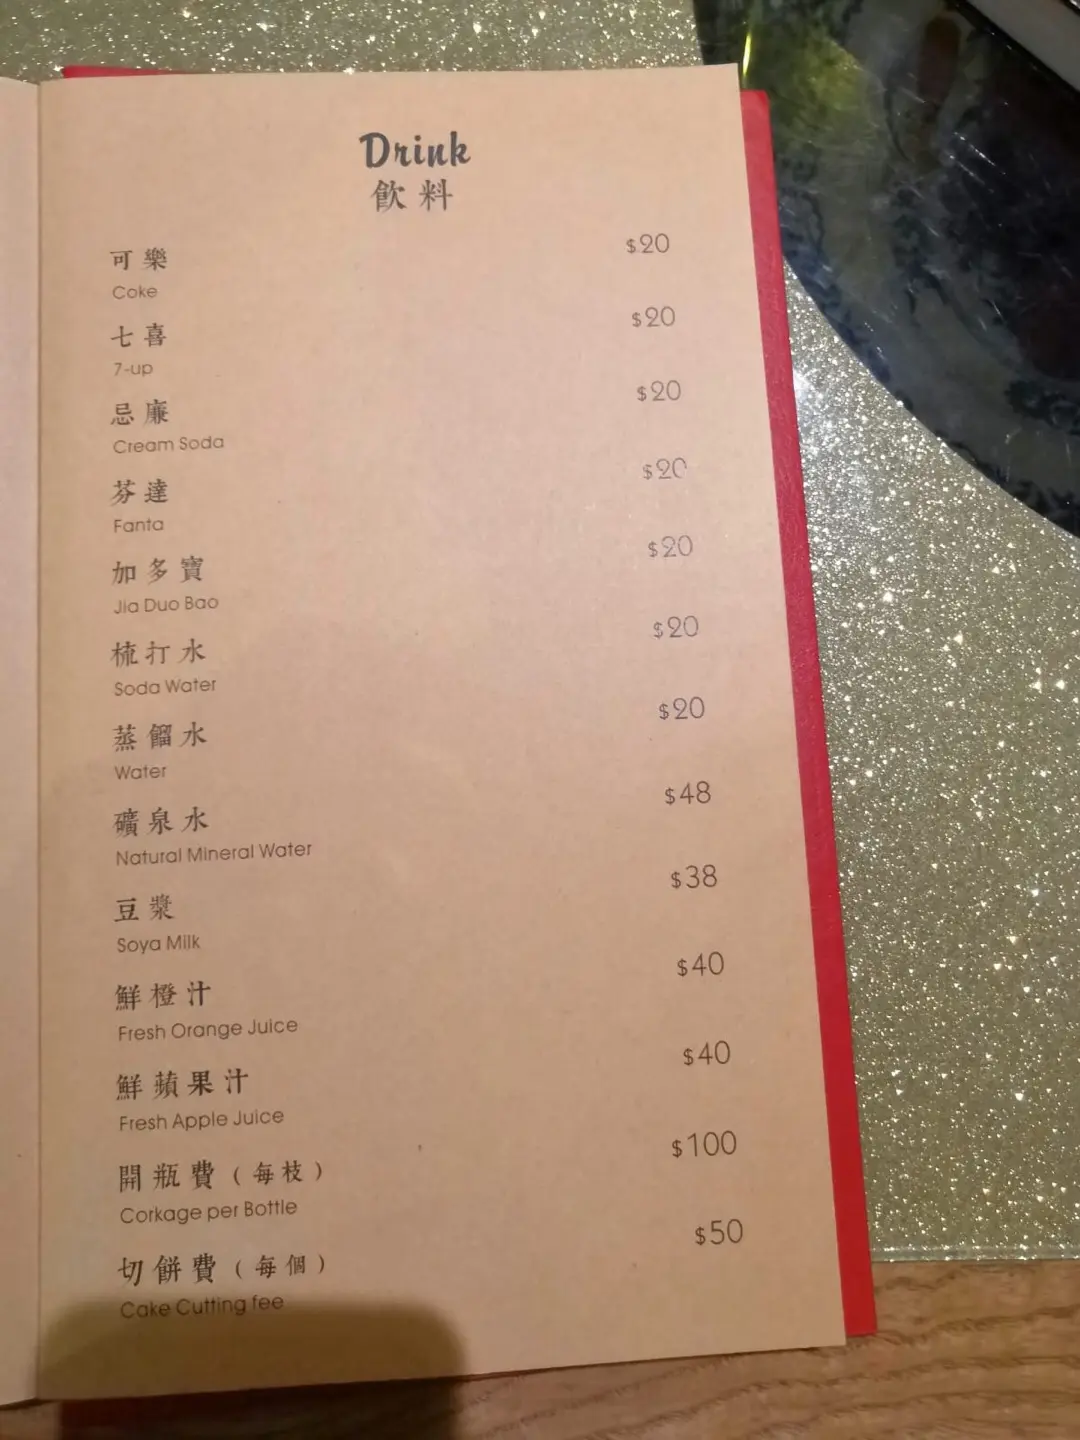 Drink
飲料
可樂 $20
Coke
七喜 $20
7-up
忌廉 $20
Cream Soda
芬達 $20
Fanta
加多寶 $20
Jia Duo Bao
梳打水 $20
Soda Water
蒸餾水 $20
Water
礦泉水 $48
Natural Mineral Water
豆漿 $38
Soya Milk
鮮橙汁 $40
Fresh Orange Juice
鮮蘋果汁 $40
Fresh Apple Juice
開瓶費（每枝） $100
Corkage per Bottle
切餅費（每個） $50
Cake Cutting fee